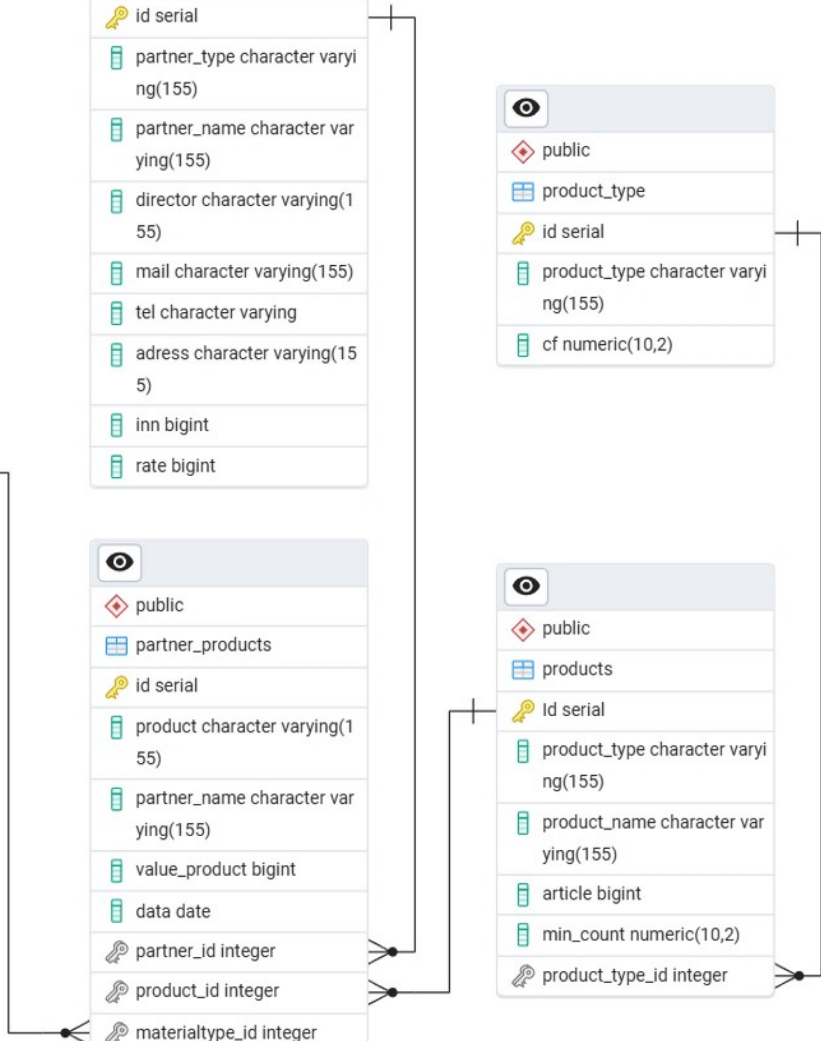 id serial
partner_type character varyi
ng(155)
partner_name character var
ying(155)
director character varying(1
55)
mail character varying(155)
tel character varying
adress character varying(15
5)
inn bigint
rate bigint
public
partner_products
id serial
product character varying(1
55)
partner_name character var
ying(155)
value_product bigint
data date
partner_id integer
product_id integer
materialtype_id integer
public
product_type
id serial
product_type character varyi
ng(155)
cf numeric(10,2)
public
products
Id serial
product_type character varyi
ng(155)
product_name character var
ying(155)
article bigint
min_count numeric(10,2)
product_type_id integer